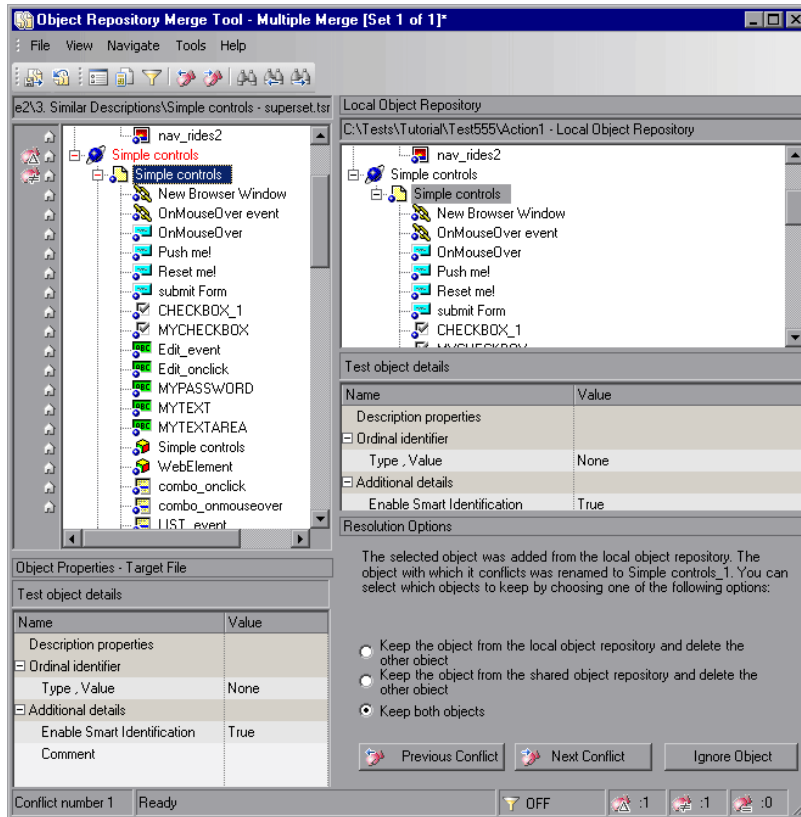 Object Repository Merge Tool - Multiple Merge [Set 1 of 1]*
File View Navigate Tools Help
e2\3. Similar Descriptions\Simple controls - superset.tsr
nav_rides2
Simple controls
Simple controls
New Browser Window
OnMouseOver event
OnMouseOver
Push me!
Reset me!
submit Form
CHECKBOX_1
MYCHECKBOX
Edit_event
Edit_onclick
MYPASSWORD
MYTEXT
MYTEXTAREA
Simple controls
WebElement
combo_onclick
combo_onmouseover
LIST_event
Object Properties - Target File
Test object details
Name Value
Description properties
Ordinal identifier
Type , Value None
Additional details
Enable Smart Identification True
Comment
Local Object Repository
C:\Tests\Tutorial\Test555\Action1 - Local Object Repository
nav_rides2
Simple controls
Simple controls
New Browser Window
OnMouseOver event
OnMouseOver
Push me!
Reset me!
submit Form
CHECKBOX_1
MYCHECKBOX
Test object details
Name Value
Description properties
Ordinal identifier
Type , Value None
Additional details
Enable Smart Identification True
Resolution Options
The selected object was added from the local object repository. The
object with which it conflicts was renamed to Simple controls_1. You can
select which objects to keep by choosing one of the following options:
Keep the object from the local object repository and delete the
other object
Keep the object from the shared object repository and delete the
other object
Keep both objects
Previous Conflict Next Conflict Ignore Object
Conflict number 1 Ready OFF :1 :1 :0